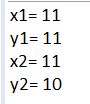 x1= 11
y1= 11
x2= 11
y2= 10